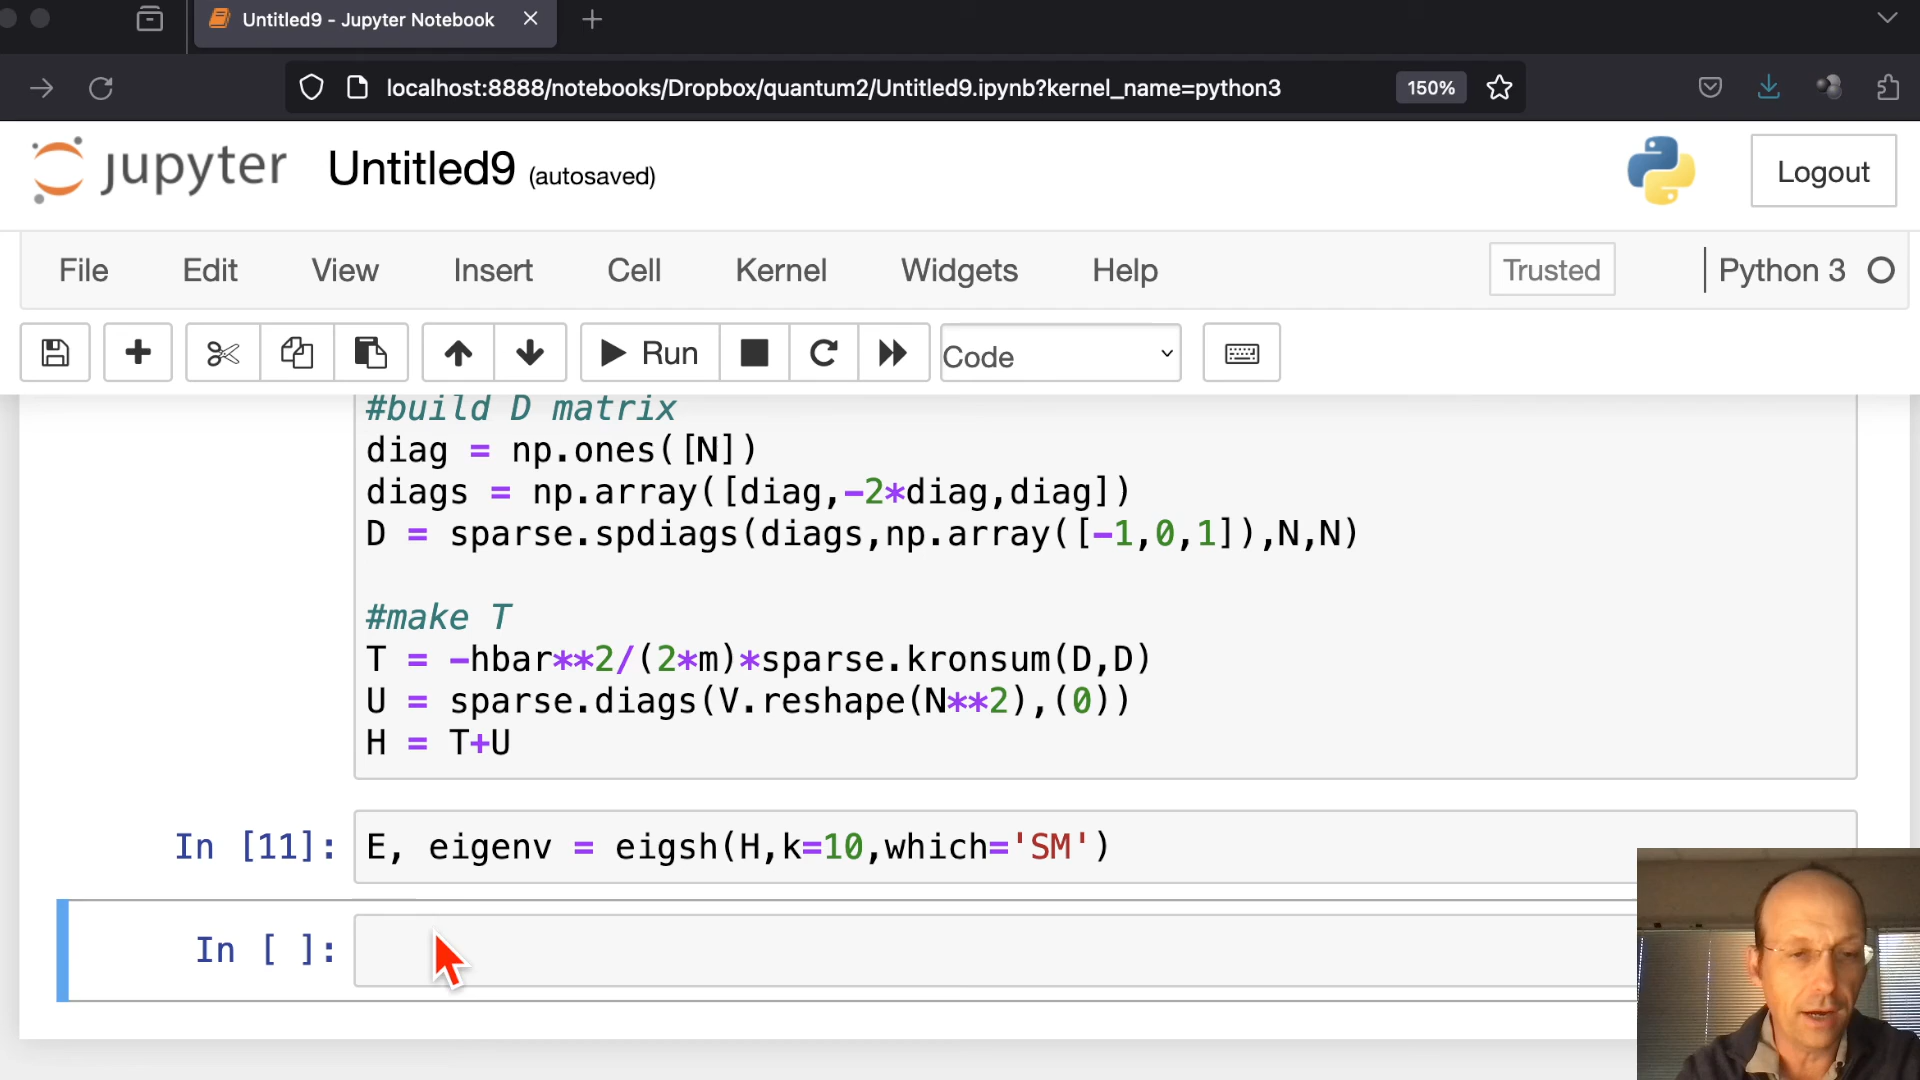 Untitled9 - Jupyter Notebook
localhost:8888/notebooks/Dropbox/quantum2/Untitled9.ipynb?kernel_name=python3
150%
jupyter
Untitled9 (autosaved)
Logout
File Edit View Insert Cell Kernel Widgets Help
Trusted
Python 3
Run
Code
#build D matrix
diag = np.ones([N])
diags = np.array([diag,-2*diag,diag])
D = sparse.spdiags(diags,np.array([-1,0,1]),N,N)
#make T
T = -hbar**2/(2*m)*sparse.kronsum(D,D)
U = sparse.diags(V.reshape(N**2),(0))
H = T+U
In [11]: E, eigenv = eigsh(H,k=10,which='SM')
In [ ]: